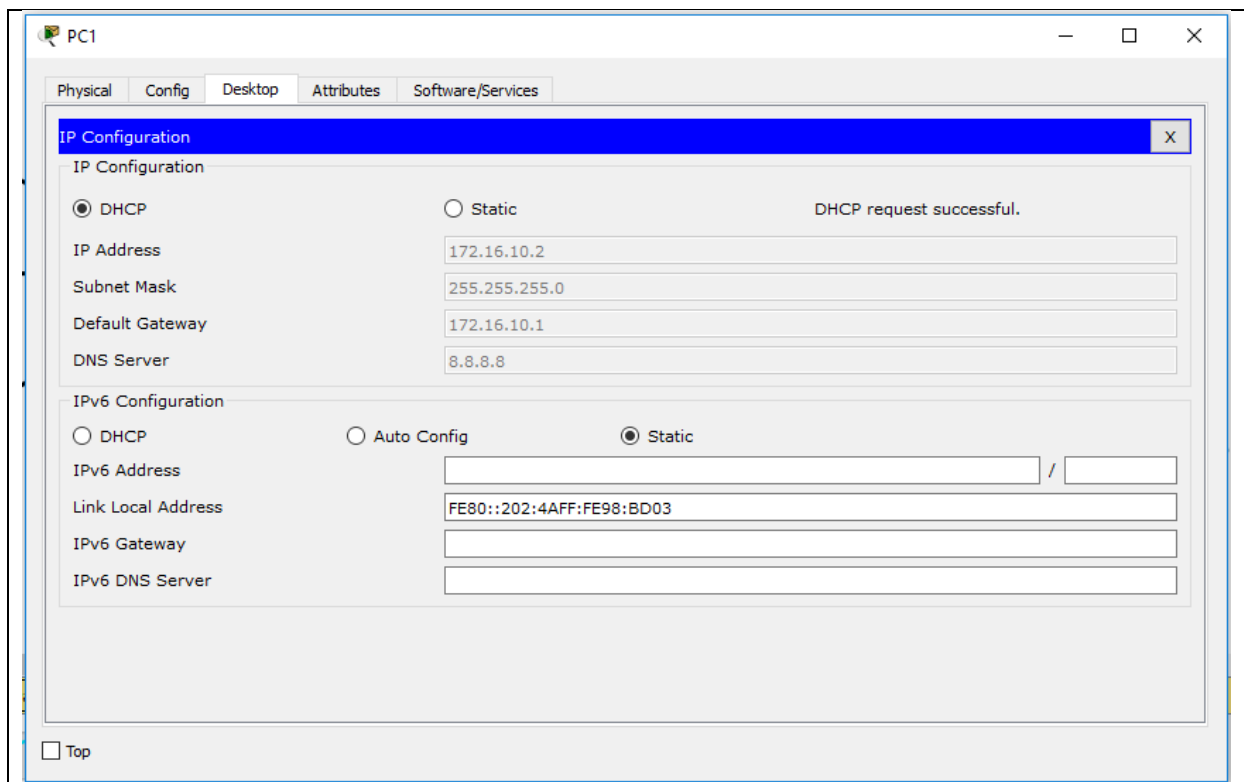 PC1
Physical Config Desktop Attributes Software/Services
IP Configuration X
IP Configuration
DHCP Static DHCP request successful.
IP Address 172.16.10.2
Subnet Mask 255.255.255.0
Default Gateway 172.16.10.1
DNS Server 8.8.8.8
IPv6 Configuration
DHCP Auto Config Static
IPv6 Address /
Link Local Address FE80::202:4AFF:FE98:BD03
IPv6 Gateway
IPv6 DNS Server
Top